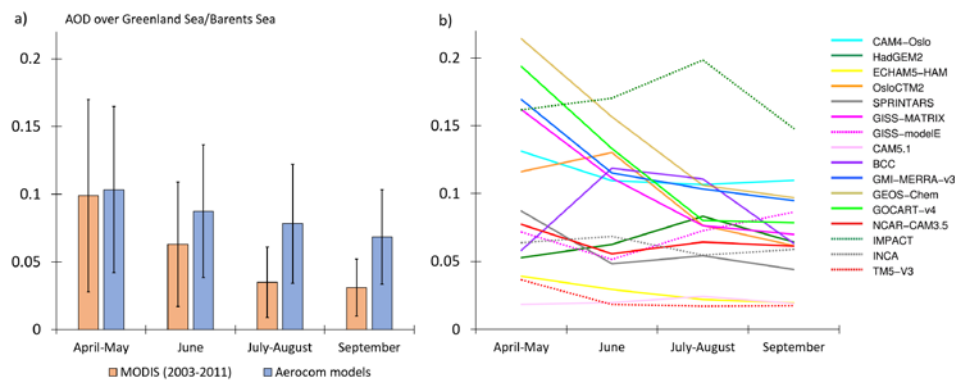 a)
AOD over Greenland Sea/Barents Sea
0.2
0.15
0.1
0.05
0
April-May
June
July-August
September
MODIS (2003-2011)
Aerocom models
b)
0.2
0.15
0.1
0.05
0
April-May
June
July-August
September
CAM4-Oslo
HadGEM2
ECHAM5-HAM
OsloCTM2
SPRINTARS
GISS-MATRIX
GISS-modelE
CAM5.1
BCC
GMI-MERRA-v3
GEOS-Chem
GOCART-v4
NCAR-CAM3.5
IMPACT
INCA
TM5-V3